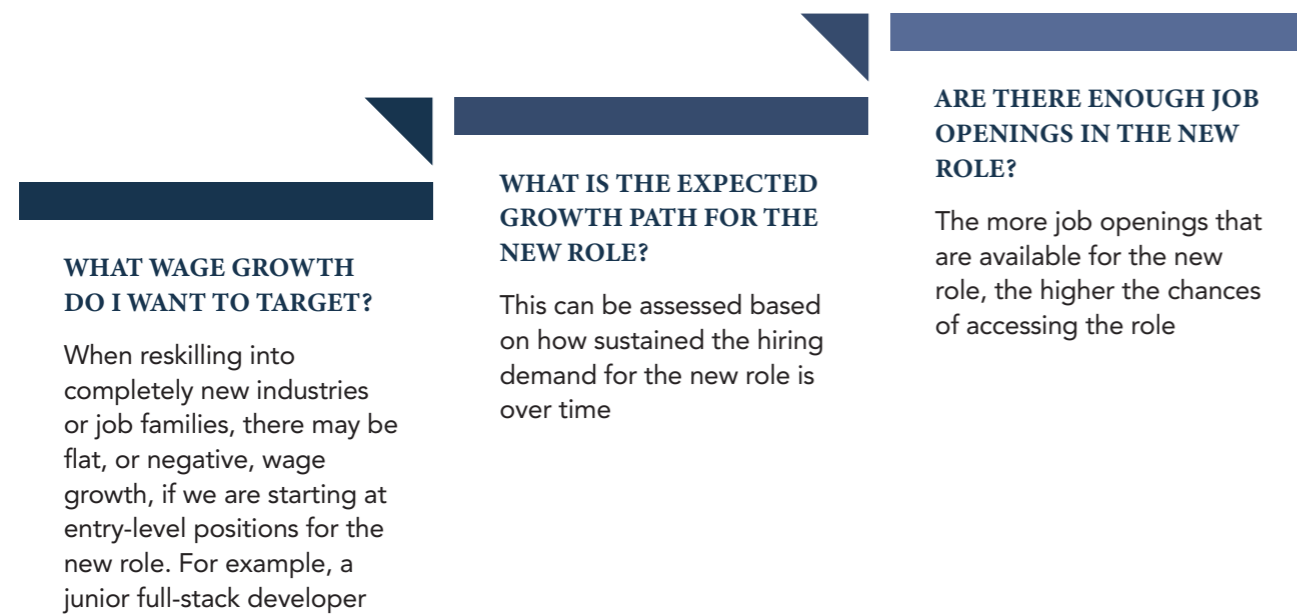 WHAT WAGE GROWTH
DO I WANT TO TARGET?
When reskilling into
completely new industries
or job families, there may be
flat, or negative, wage
growth, if we are starting at
entry-level positions for the
new role. For example, a
junior full-stack developer
WHAT IS THE EXPECTED
GROWTH PATH FOR THE
NEW ROLE?
This can be assessed based
on how sustained the hiring
demand for the new role is
over time
ARE THERE ENOUGH JOB
OPENINGS IN THE NEW
ROLE?
The more job openings that
are available for the new
role, the higher the chances
of accessing the role